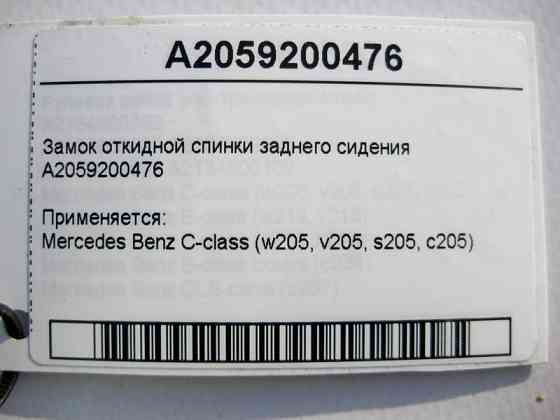 A2059200476
Замок откидной спинки заднего сидения
A2059200476
Применяется:
Mercedes Benz C-class (w205, v205, s205, c205)